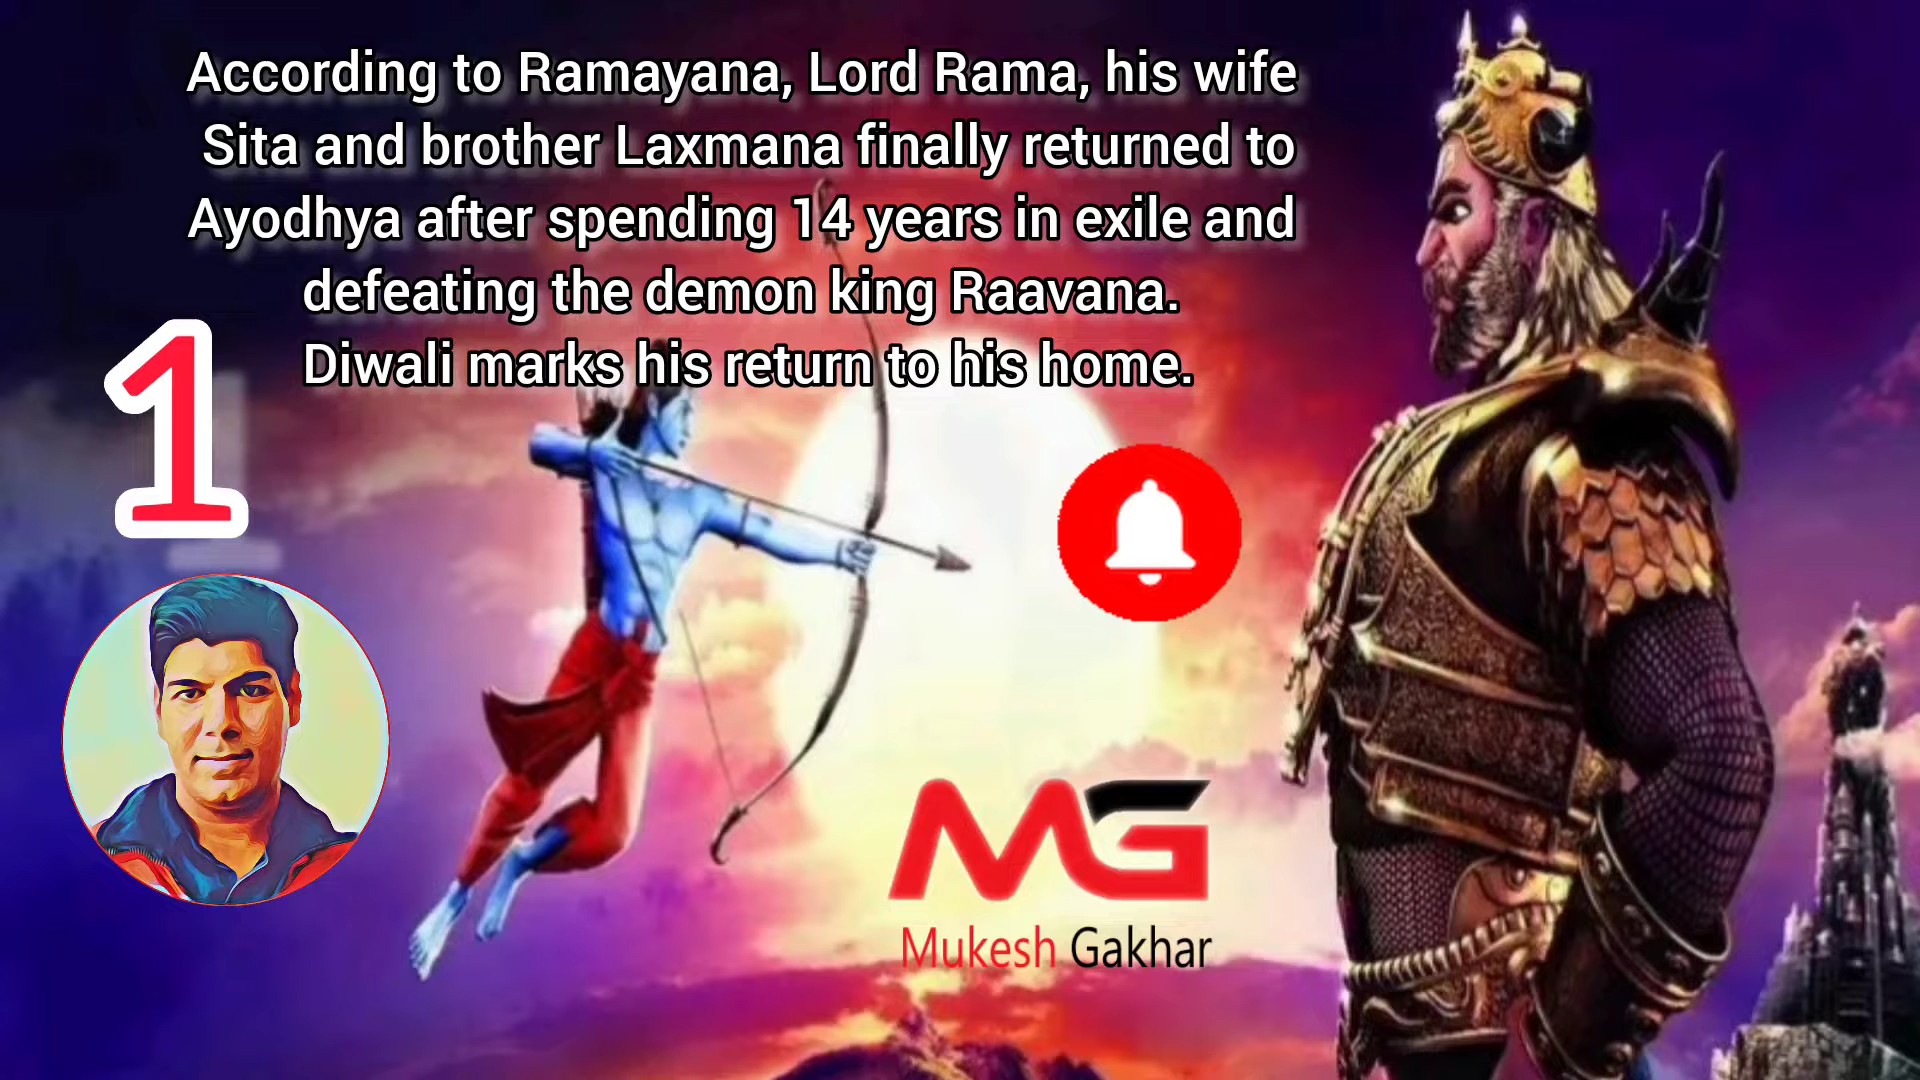 According to Ramayana, Lord Rama, his wife
Sita and brother Laxmana finally returned to
Ayodhya after spending 14 years in exile and
defeating the demon king Raavana.
Diwali marks his return to his home.
1
MG
Mukesh Gakhar